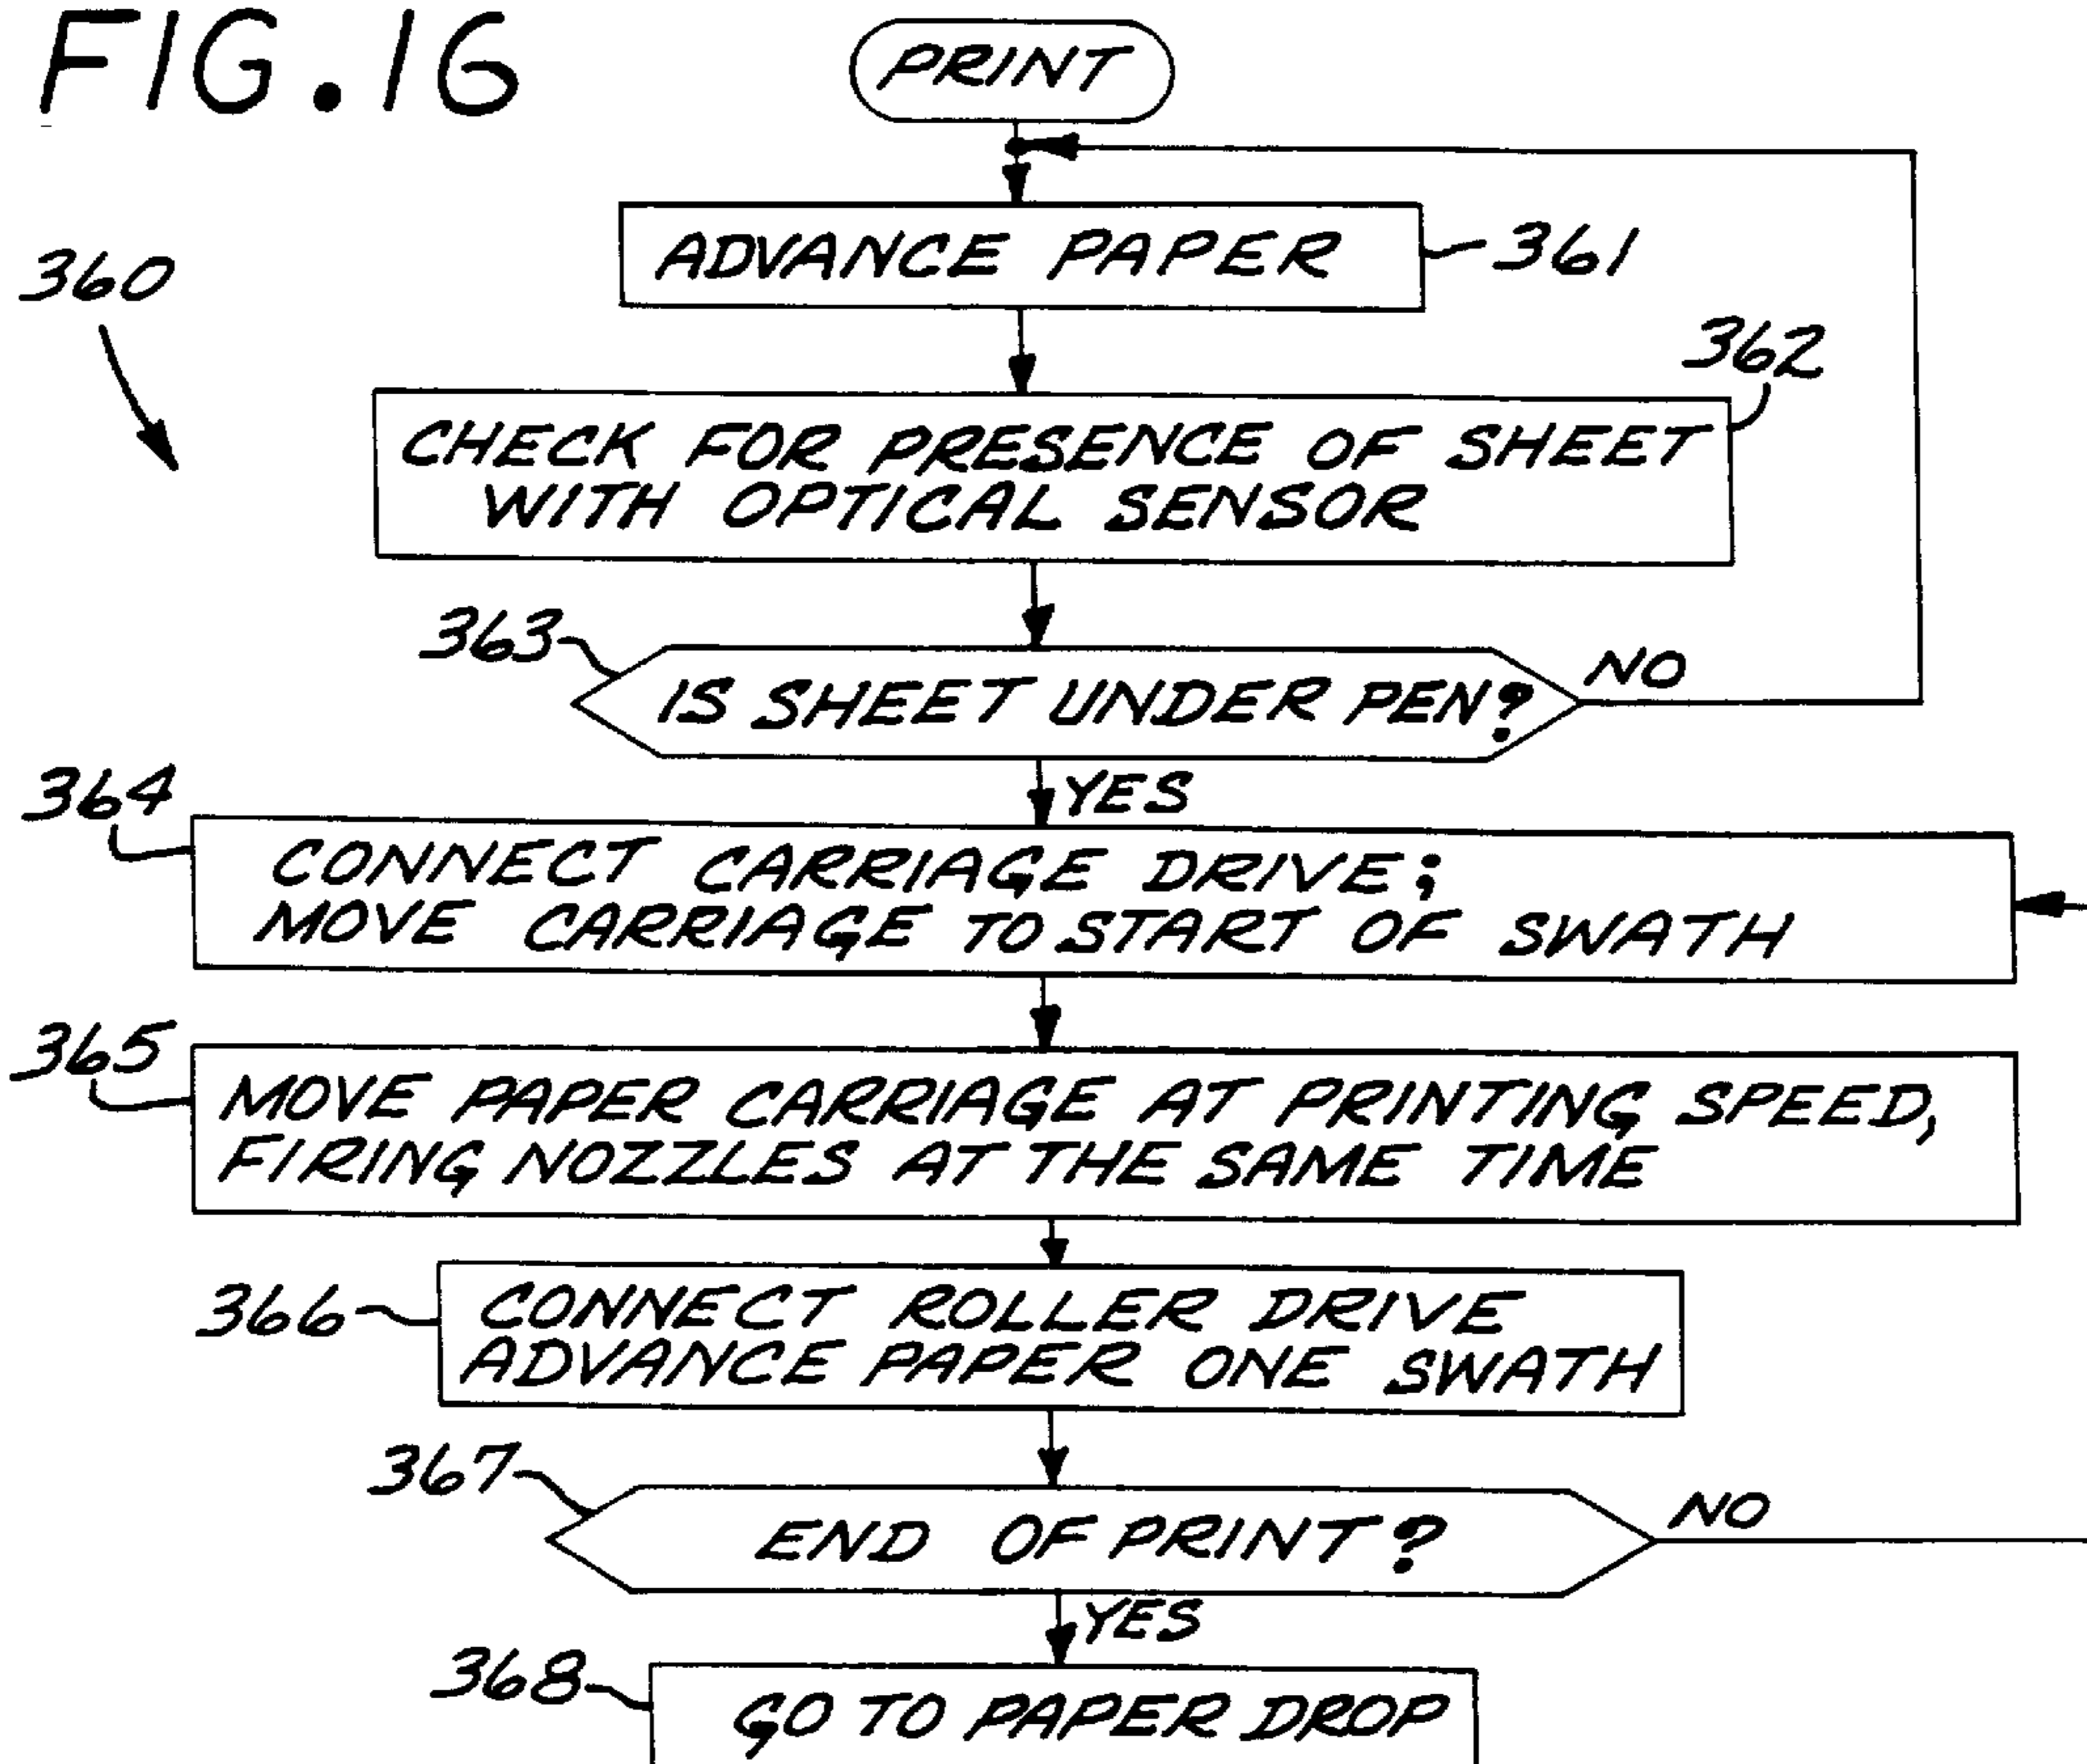 FIG. 16
PRINT
ADVANCE PAPER
361
360
362
CHECK FOR PRESENCE OF SHEET
WITH OPTICAL SENSOR
363
IS SHEET UNDER PEN?
NO
YES
364
CONNECT CARRIAGE DRIVE;
MOVE CARRIAGE TO START OF SWATH
365
MOVE PAPER CARRIAGE AT PRINTING SPEED,
FIRING NOZZLES AT THE SAME TIME
366
CONNECT ROLLER DRIVE
ADVANCE PAPER ONE SWATH
367
END OF PRINT?
NO
YES
368
GO TO PAPER DROP